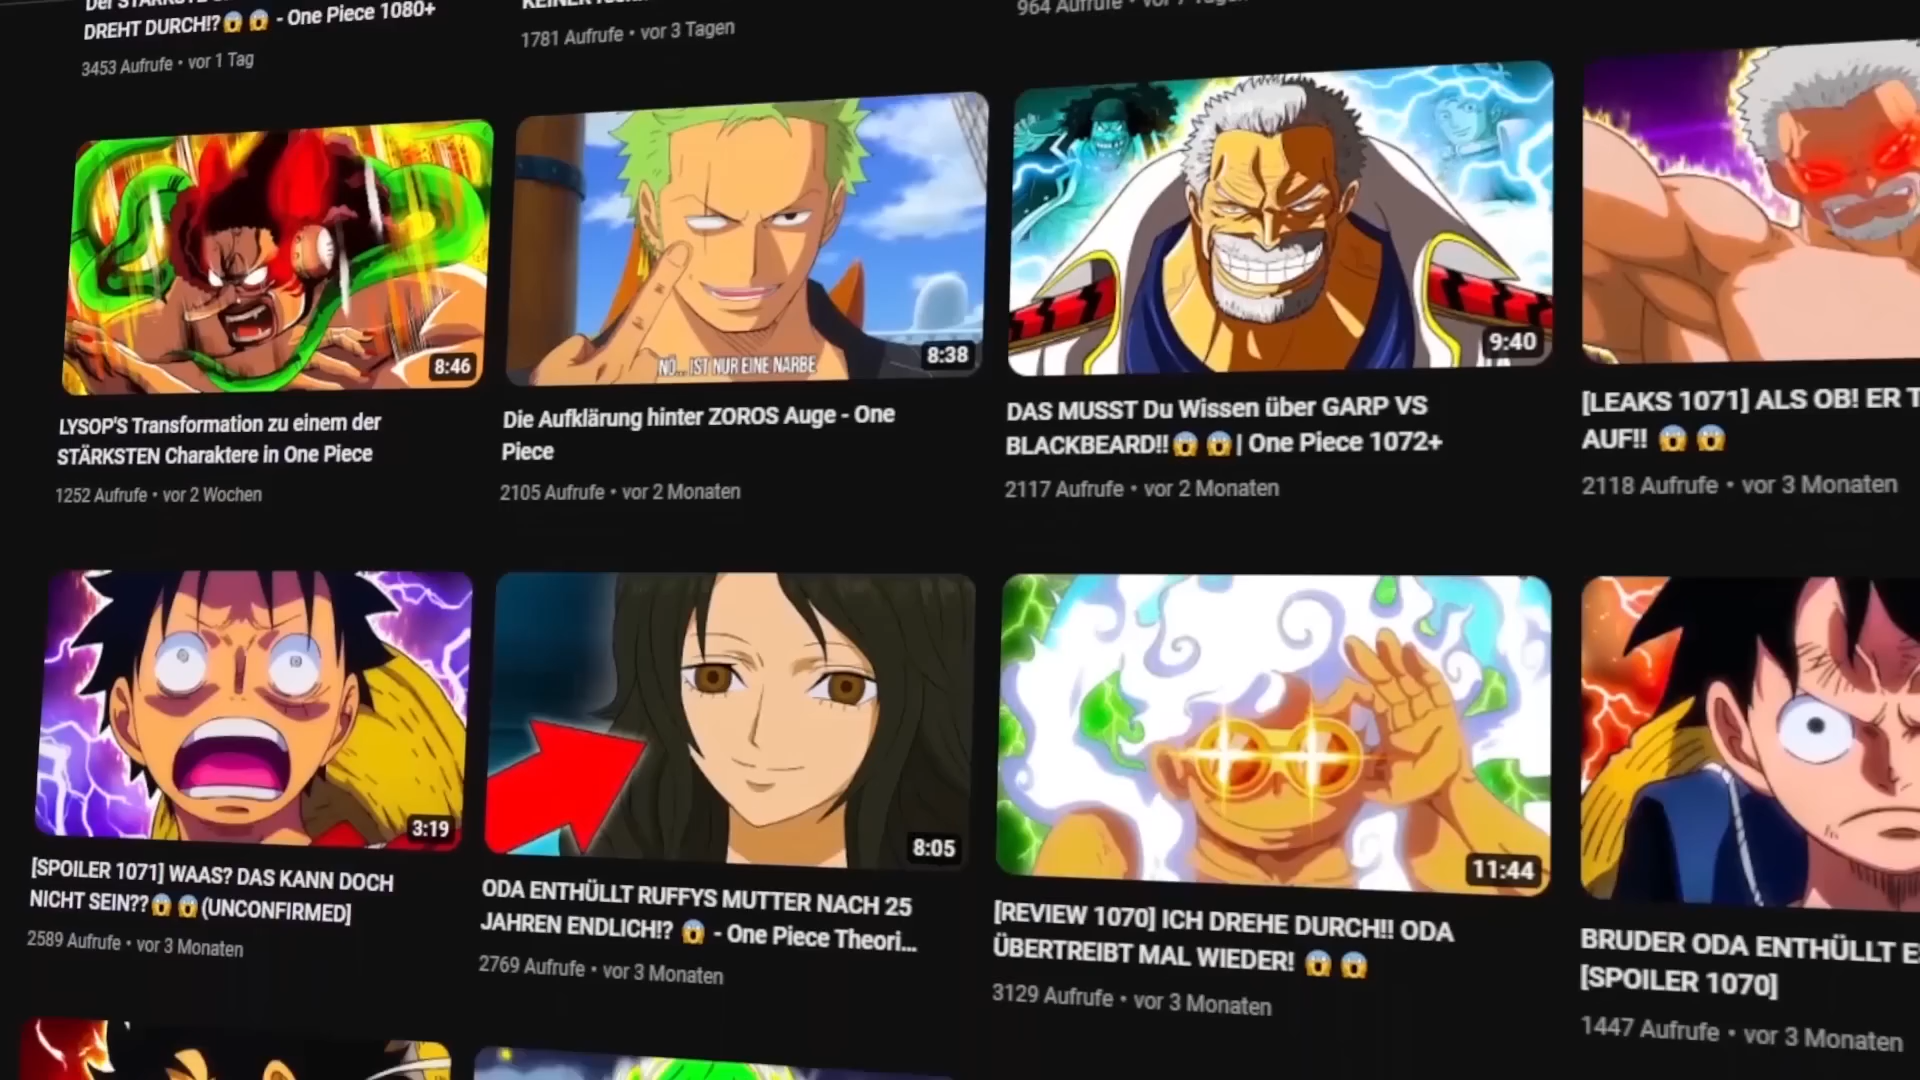 DREHT DURCH!?😱 😱 - One Piece 1080+
3453 Aufrufe • vor 1 Tag
1781 Aufrufe • vor 3 Tagen
964 Aufrufe • vor 7 Tagen
8:46
LYSOP'S Transformation zu einem der
STÄRKSTEN Charaktere in One Piece
1252 Aufrufe • vor 2 Wochen
NÖ... IST NUR EINE NARBE
8:38
Die Aufklärung hinter ZOROS Auge - One
Piece
2105 Aufrufe • vor 2 Monaten
9:40
DAS MUSST Du Wissen über GARP VS
BLACKBEARD!!😱 😱| One Piece 1072+
2117 Aufrufe • vor 2 Monaten
[LEAKS 1071] ALS OB! ER
AUF!! 😱 😱
2118 Aufrufe • vor 3 Monaten
3:19
[SPOILER 1071] WAAS? DAS KANN DOCH
NICHT SEIN??😱 😱(UNCONFIRMED]
2589 Aufrufe • vor 3 Monaten
8:05
ODA ENTHÜLLT RUFFYS MUTTER NACH 25
JAHREN ENDLICH!? 😱 - One Piece Theori...
2769 Aufrufe • vor 3 Monaten
11:44
[REVIEW 1070] ICH DREHE DURCH!! ODA
ÜBERTREIBT MAL WIEDER! 😱 😱
3129 Aufrufe • vor 3 Monaten
BRUDER ODA ENTHÜLLT
[SPOILER 1070]
1447 Aufrufe • vor 3 Monaten